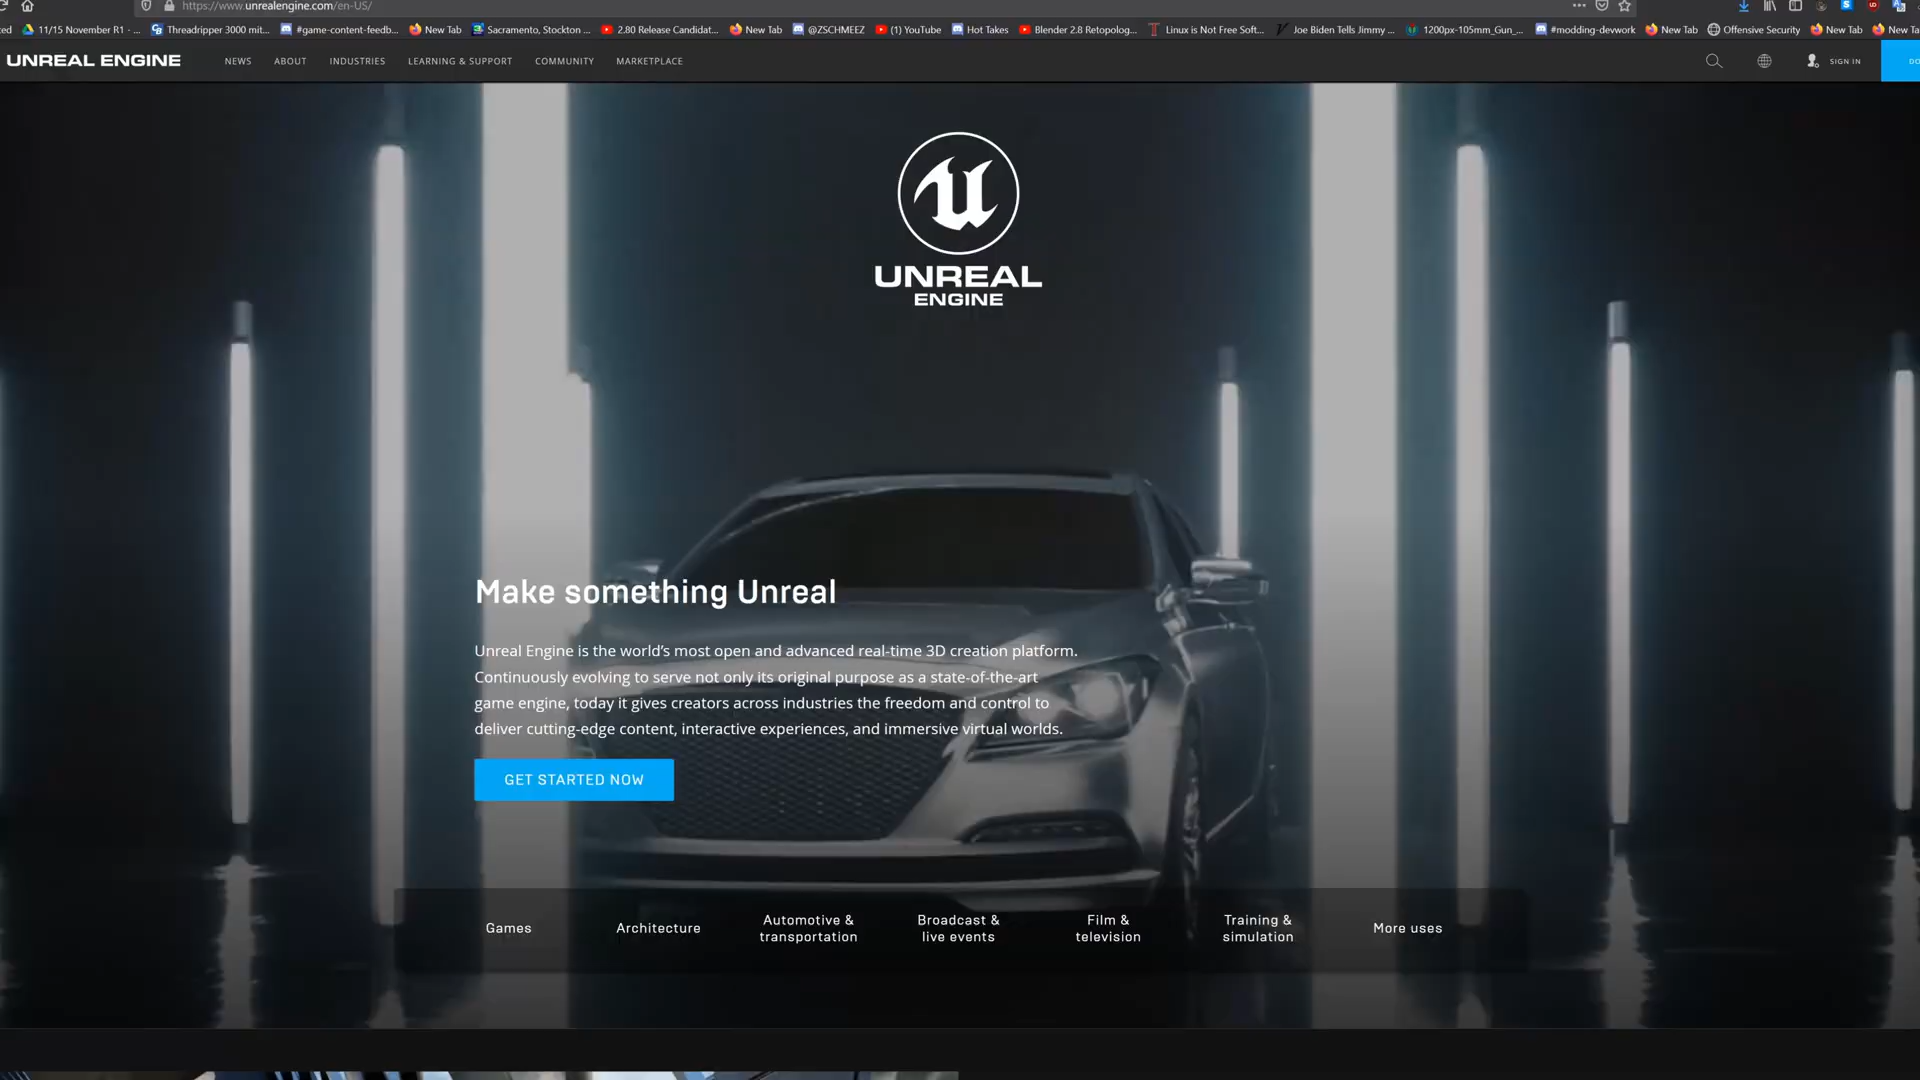 https://www.unrealengine.com/en-US/
11/15 November R1 - ...
Threadripper 3000 mit...
#game-content-feedb...
New Tab
Sacramento, Stockton ...
2.80 Release Candidat...
New Tab
@ZSCHMEEZ
(1) YouTube
Hot Takes
Blender 2.8 Retopolog...
Linux is Not Free Soft...
Joe Biden Tells Jimmy ...
1200px-105mm_Gun_...
#modding-devwork
New Tab
Offensive Security
New Tab
UNREAL ENGINE
NEWS
ABOUT
INDUSTRIES
LEARNING & SUPPORT
COMMUNITY
MARKETPLACE
SIGN IN
UNREAL
ENGINE
Make something Unreal
Unreal Engine is the world’s most open and advanced real-time 3D creation platform.
Continuously evolving to serve not only its original purpose as a state-of-the-art
game engine, today it gives creators across industries the freedom and control to
deliver cutting-edge content, interactive experiences, and immersive virtual worlds.
GET STARTED NOW
Games
Architecture
Automotive &
transportation
Broadcast &
live events
Film &
television
Training &
simulation
More uses